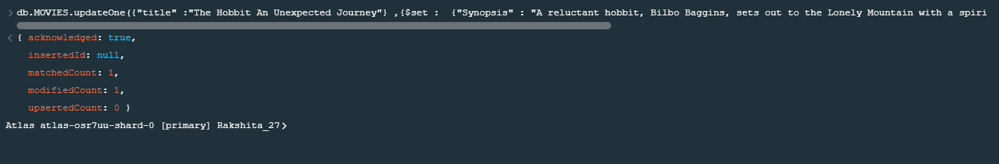 > db.MOVIES.updateOne({"title" :"The Hobbit An Unexpected Journey"} ,{$set :  {"Synopsis" : "A reluctant hobbit, Bilbo Baggins, sets out to the Lonely Mountain with a spiri
< { acknowledged: true,
insertedId: null,
matchedCount: 1,
modifiedCount: 1,
upsertedCount: 0 }
Atlas atlas-osr7uu-shard-0 [primary] Rakshita_27>